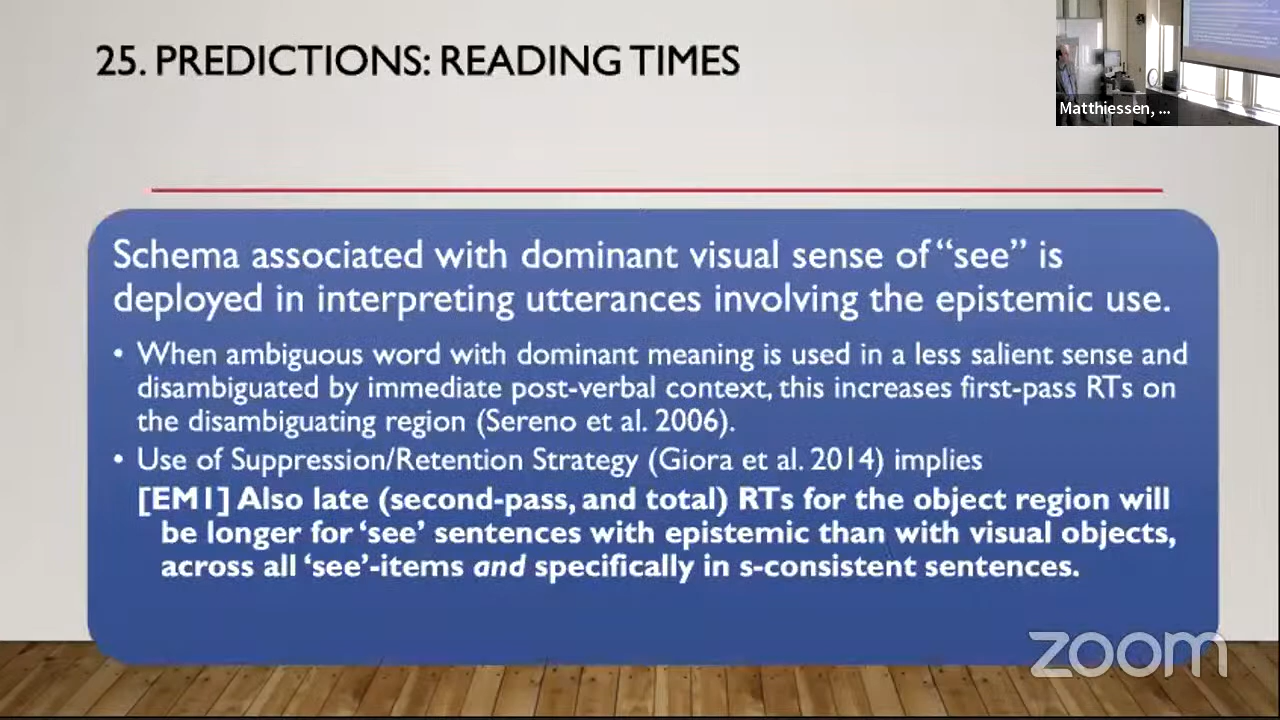 25. PREDICTIONS: READING TIMES
Matthiessen, ...
Schema associated with dominant visual sense of “see” is
deployed in interpreting utterances involving the epistemic use.
• When ambiguous word with dominant meaning is used in a less salient sense and
disambiguated by immediate post-verbal context, this increases first-pass RTs on
the disambiguating region (Sereno et al. 2006).
• Use of Suppression/Retention Strategy (Giora et al. 2014) implies
[EM1] Also late (second-pass, and total) RTs for the object region will
be longer for ‘see’ sentences with epistemic than with visual objects,
across all ‘see’-items and specifically in s-consistent sentences.
zoom